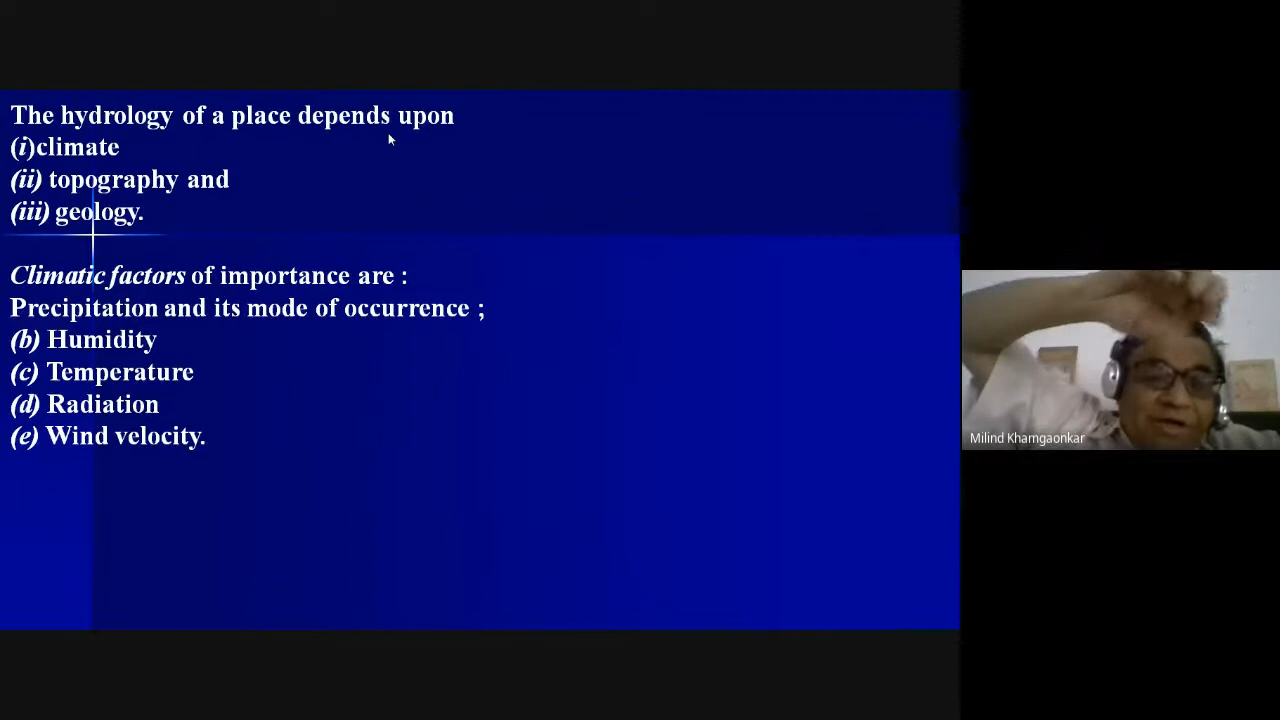 The hydrology of a place depends upon
(i)climate
(ii) topography and
(iii) geology.
Climatic factors of importance are :
Precipitation and its mode of occurrence ;
(b) Humidity
(c) Temperature
(d) Radiation
(e) Wind velocity.
Milind Khamgaonkar